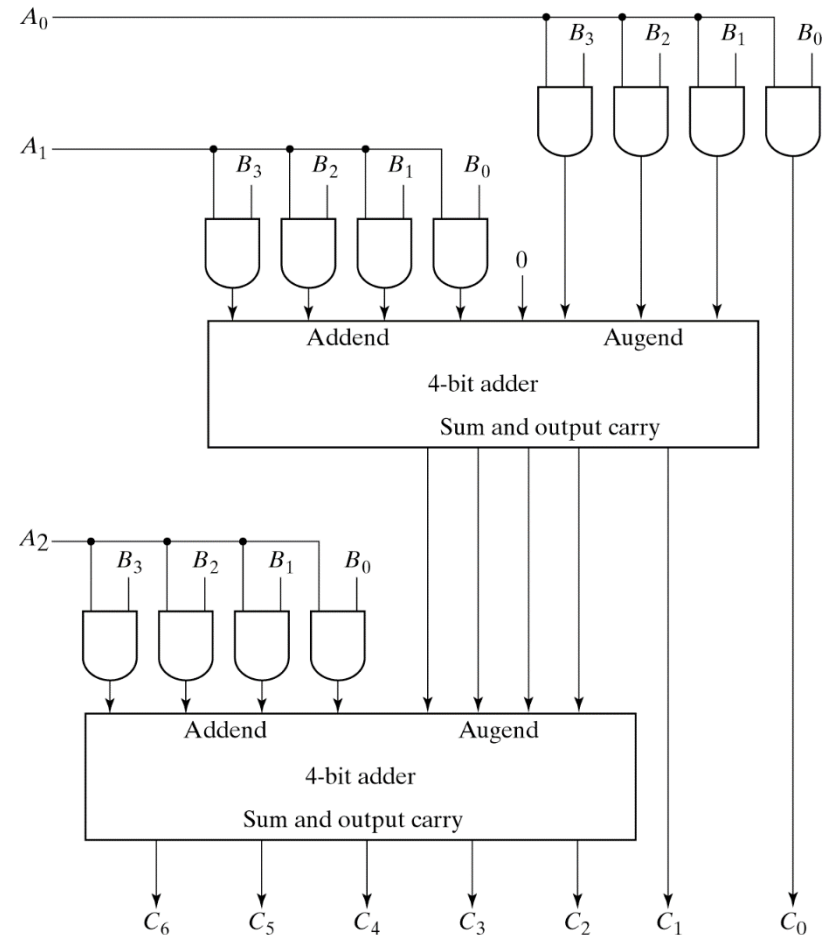 A0
B3 B2 B1 B0
A1
B3 B2 B1 B0
0
Addend Augend
4-bit adder
Sum and output carry
A2
B3 B2 B1 B0
Addend Augend
4-bit adder
Sum and output carry
C6 C5 C4 C3 C2 C1 C0